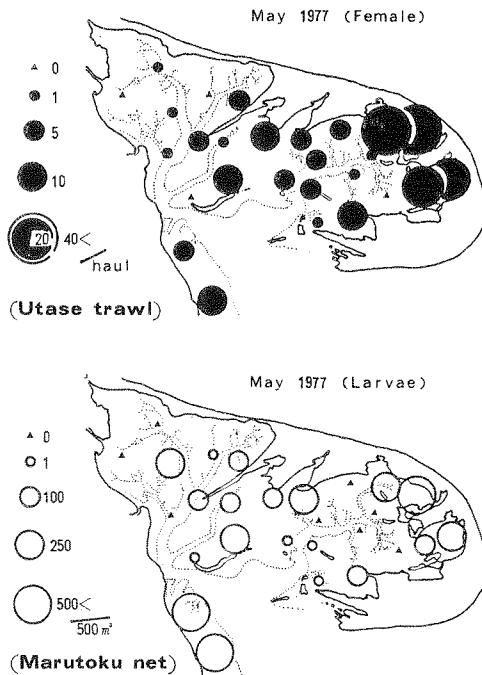 May 1977 (Female)
0
1
5
10
20 40<
haul
(Utase trawl)
May 1977 (Larvae)
0
1
100
250
500<
500 m³
(Marutoku net)